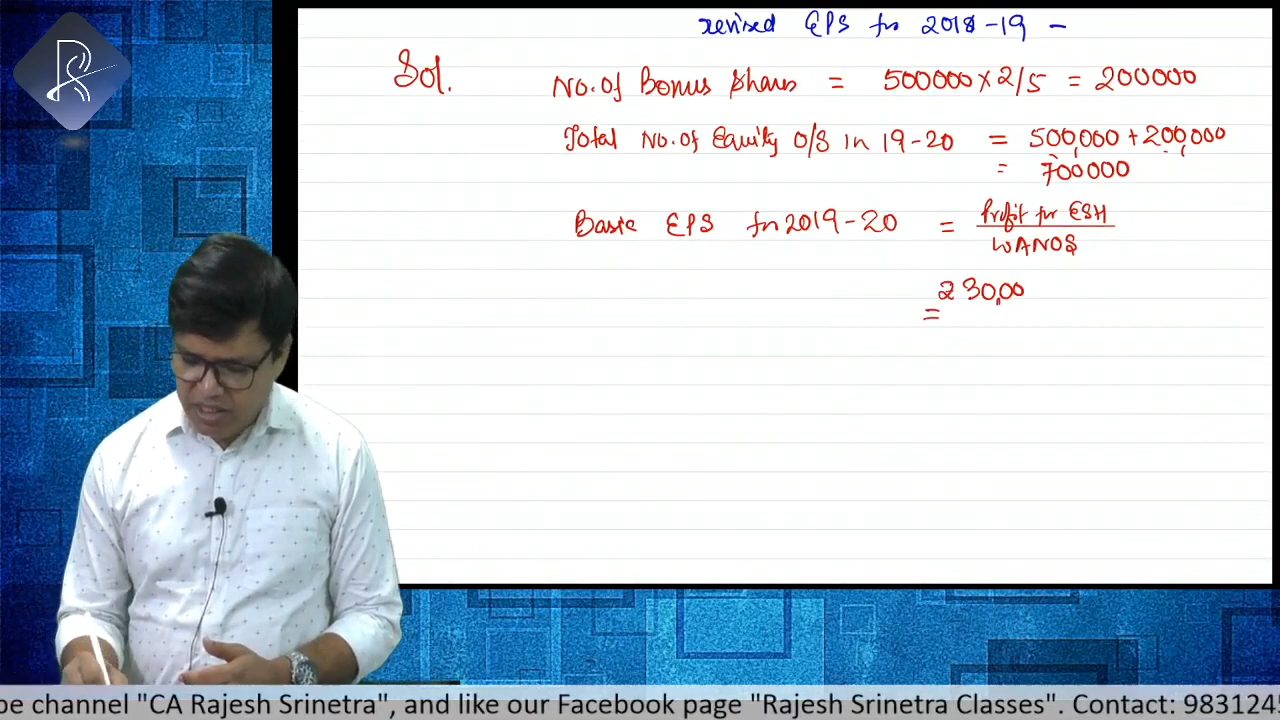 revised EPS for 2018-19 -
Sol. No. of Bonus Shares = 500000 x 2/5 = 200000
Total No. of Equity O/S in 19-20 = 500,000 + 200,000
= 700000
Basic EPS for 2019-20 = Profit for ESH
WANOS
= 230,00
be channel "CA Rajesh Srinetra", and like our Facebook page "Rajesh Srinetra Classes". Contact: 983124